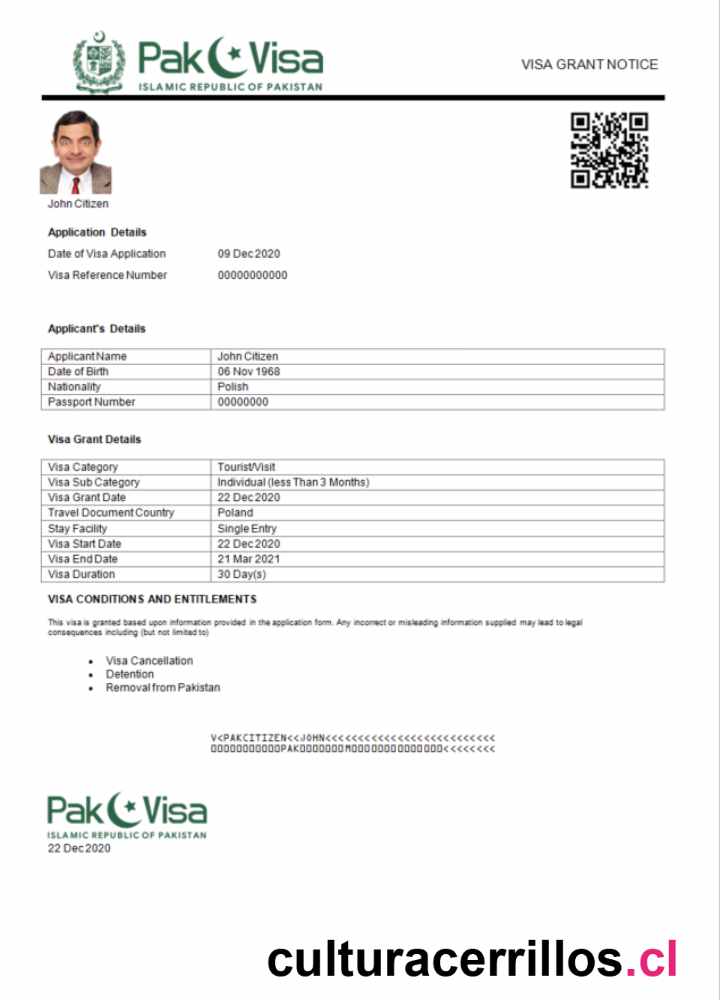 Pak Visa
ISLAMIC REPUBLIC OF PAKISTAN
VISA GRANT NOTICE
John Citizen
Application Details
Date of Visa Application 09 Dec 2020
Visa Reference Number 00000000000
Applicant's Details
Applicant Name John Citizen
Date of Birth 06 Nov 1968
Nationality Polish
Passport Number 00000000
Visa Grant Details
Visa Category Tourist/Visit
Visa Sub Category Individual (less Than 3 Months)
Visa Grant Date 22 Dec 2020
Travel Document Country Poland
Stay Facility Single Entry
Visa Start Date 22 Dec 2020
Visa End Date 21 Mar 2021
Visa Duration 30 Day(s)
VISA CONDITIONS AND ENTITLEMENTS
This visa is granted based upon information provided in the application form. Any incorrect or misleading information supplied may lead to legal
consequences including (but not limited to)
• Visa Cancellation
• Detention
• Removal from Pakistan
V<PAKCITIZEN<<JOHN<<<<<<<<<<<<<<<<<<<<<<<<<<
00000000000PAK0000000M00000000000000<<<<<<<<
Pak Visa
ISLAMIC REPUBLIC OF PAKISTAN
22 Dec 2020
culturacerrillos.cl